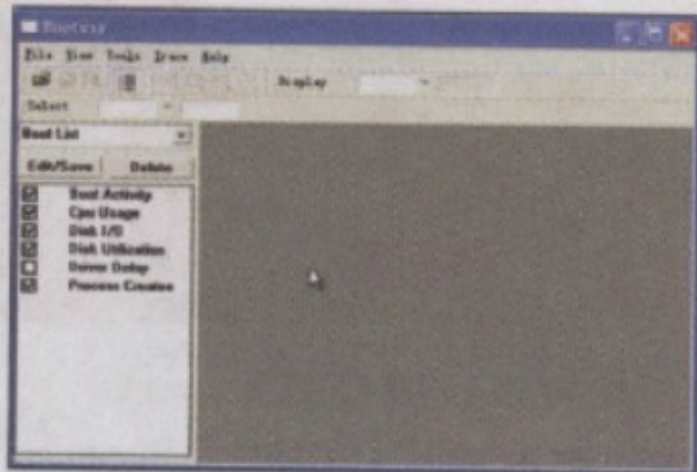 Bootvis
File View Tools Trace Help
Display
Select
Boot List
Edit/Save Delete
Boot Activity
Cpu Usage
Disk I/O
Disk Utilization
Driver Delay
Process Creates